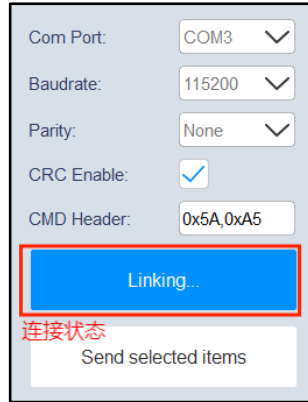 Com Port: COM3
Baudrate: 115200
Parity: None
CRC Enable:
CMD Header: 0x5A,0xA5
Linking...
连接状态
Send selected items